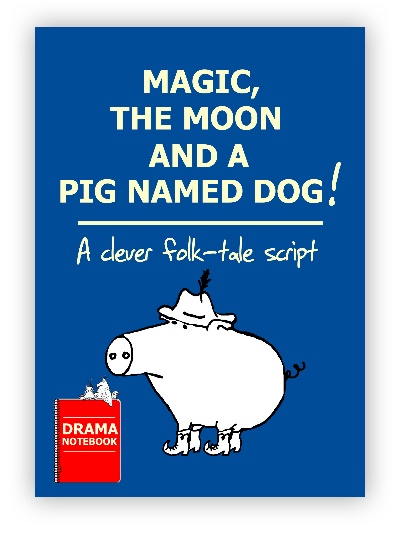 MAGIC,
THE MOON
AND A
PIG NAMED DOG!
A clever folk-tale script
DRAMA
NOTEBOOK